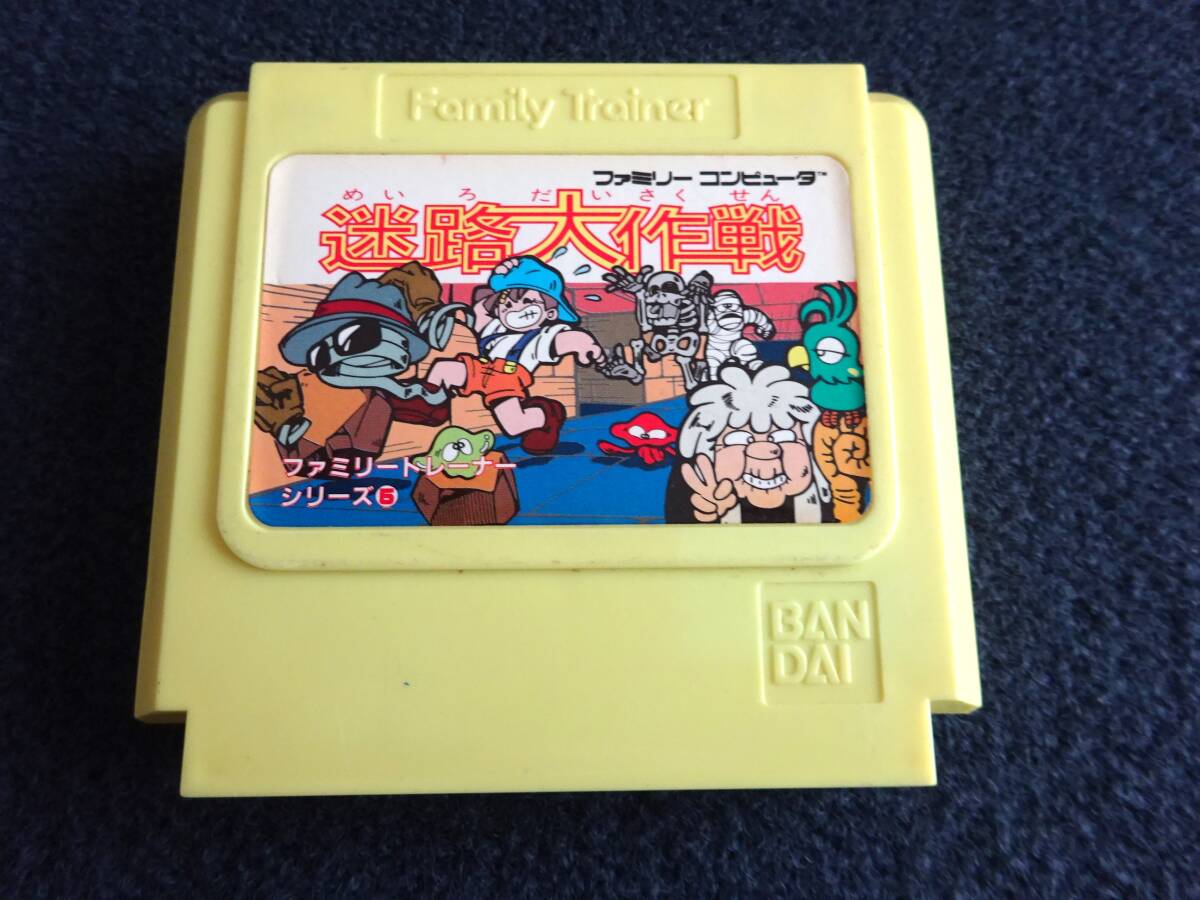 Family Trainer
ファミリー コンピュータ™
めいろだいさくせん
迷路大作戦
ファミリートレーナー
シリーズ5
BAN
DAI